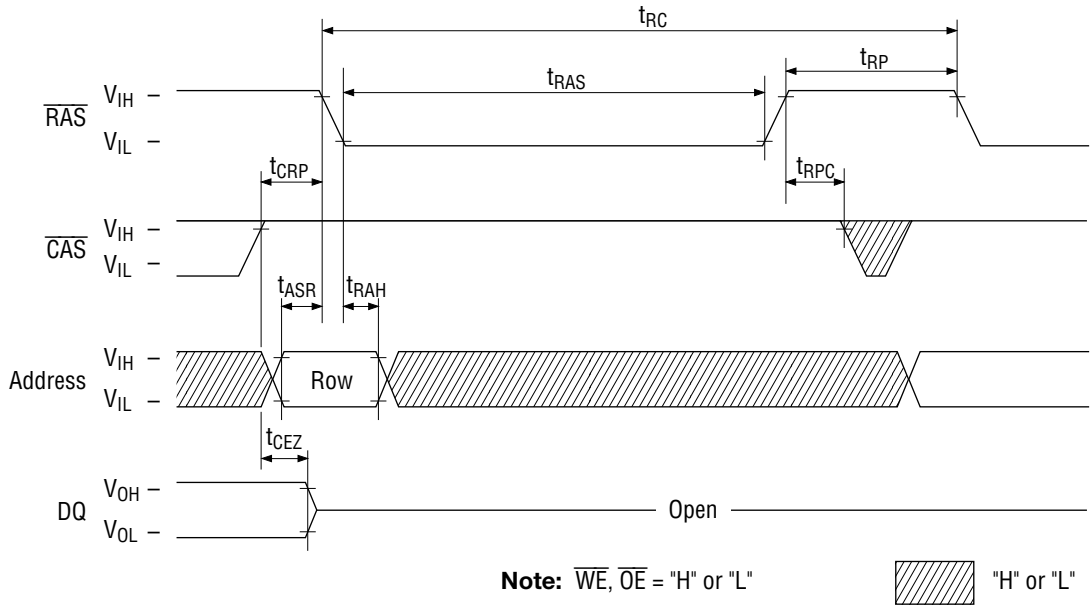 tRC
tRP
tRAS
RAS
VIH –
VIL –
tCRP
tRPC
CAS
VIH –
VIL –
tASR
tRAH
Address
VIH –
VIL –
Row
tCEZ
DQ
VOH –
VOL –
Open
Note: WE, OE = "H" or "L"
"H" or "L"